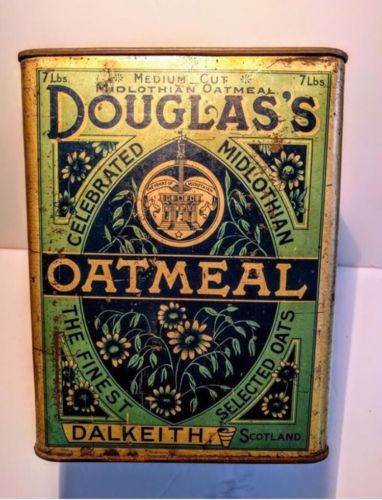 7 Lbs. MEDIUM CUT 7 Lbs.
MIDLOTHIAN OATMEAL.
DOUGLAS'S
CELEBRATED MIDLOTHIAN
OATMEAL
THE FINEST SELECTED OATS
DALKEITH, SCOTLAND.